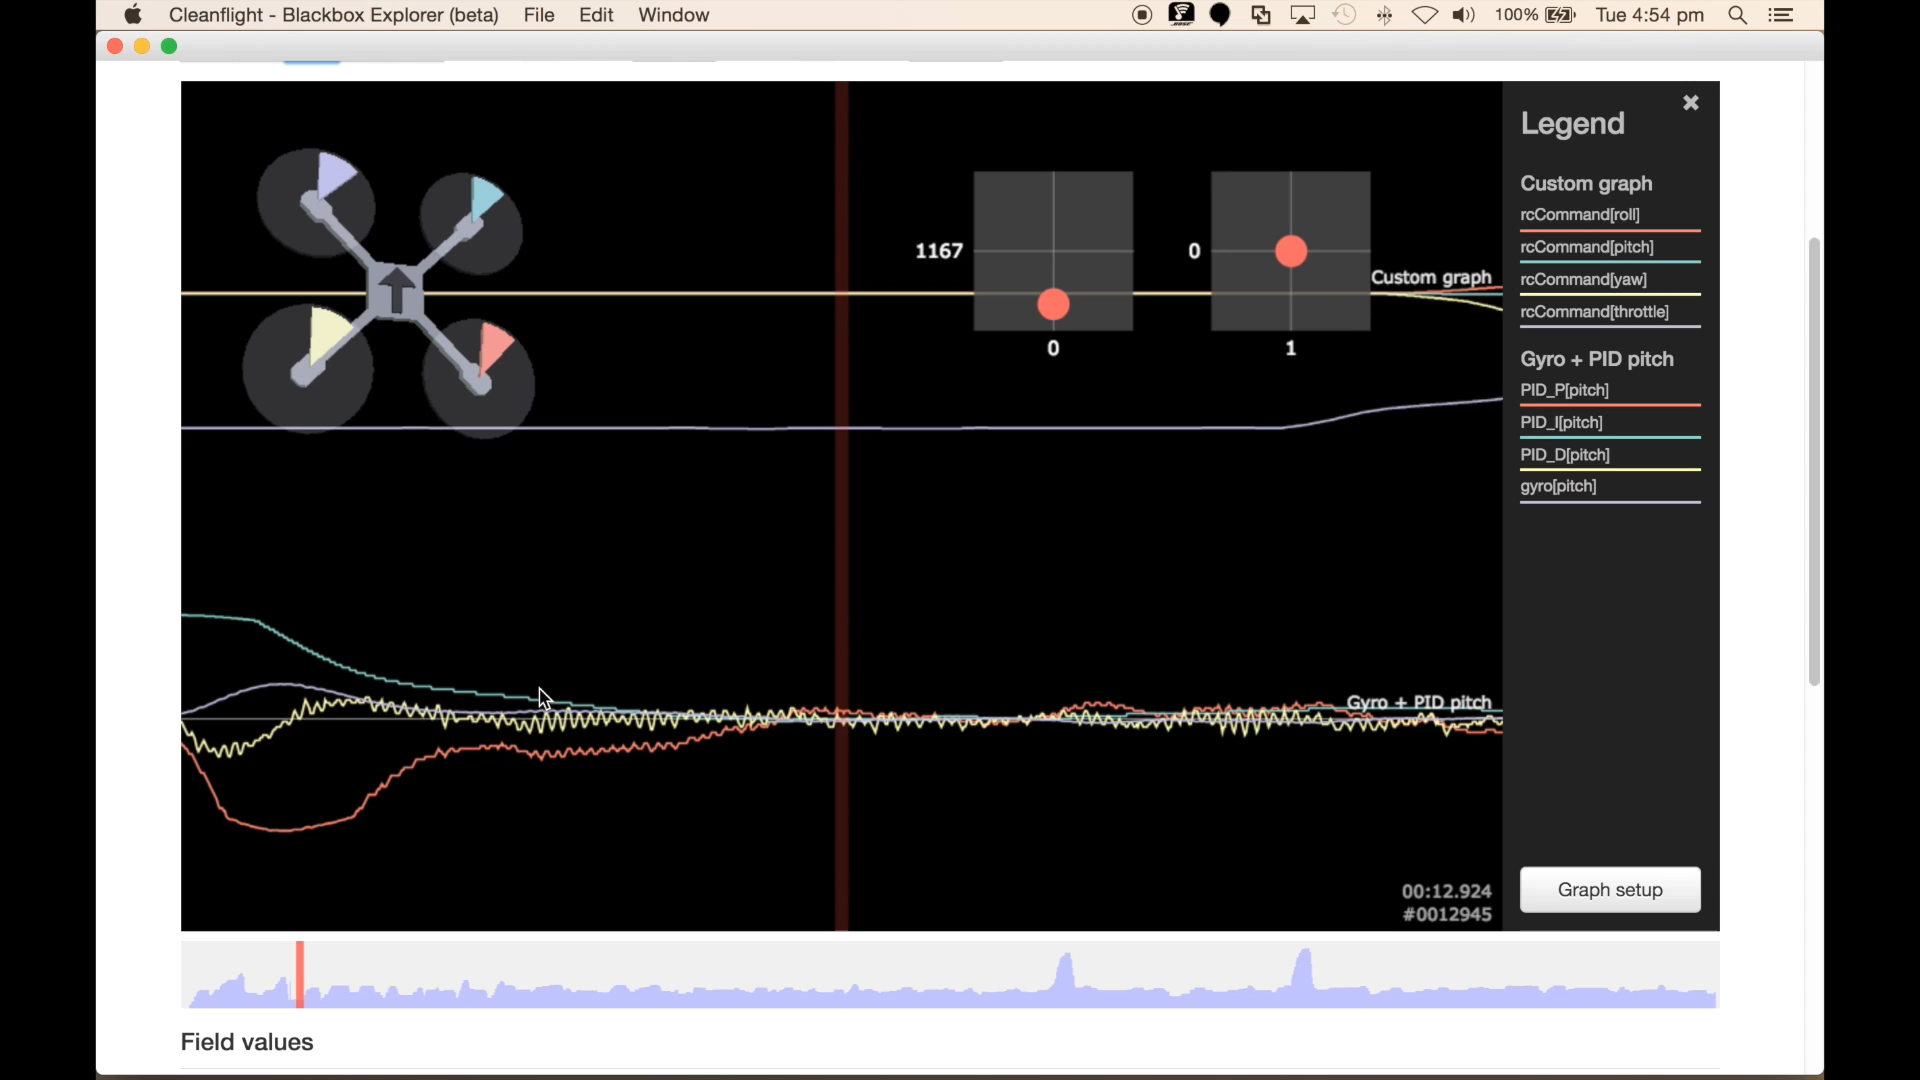 Cleanflight - Blackbox Explorer (beta) File Edit Window 100% Tue 4:54 pm
Legend
Custom graph
rcCommand[roll]
rcCommand[pitch]
rcCommand[yaw]
rcCommand[throttle]
Gyro + PID pitch
PID_P[pitch]
PID_I[pitch]
PID_D[pitch]
gyro[pitch]
1167
0
0
1
Custom graph
Gyro + PID pitch
00:12.924
#0012945
Graph setup
Field values